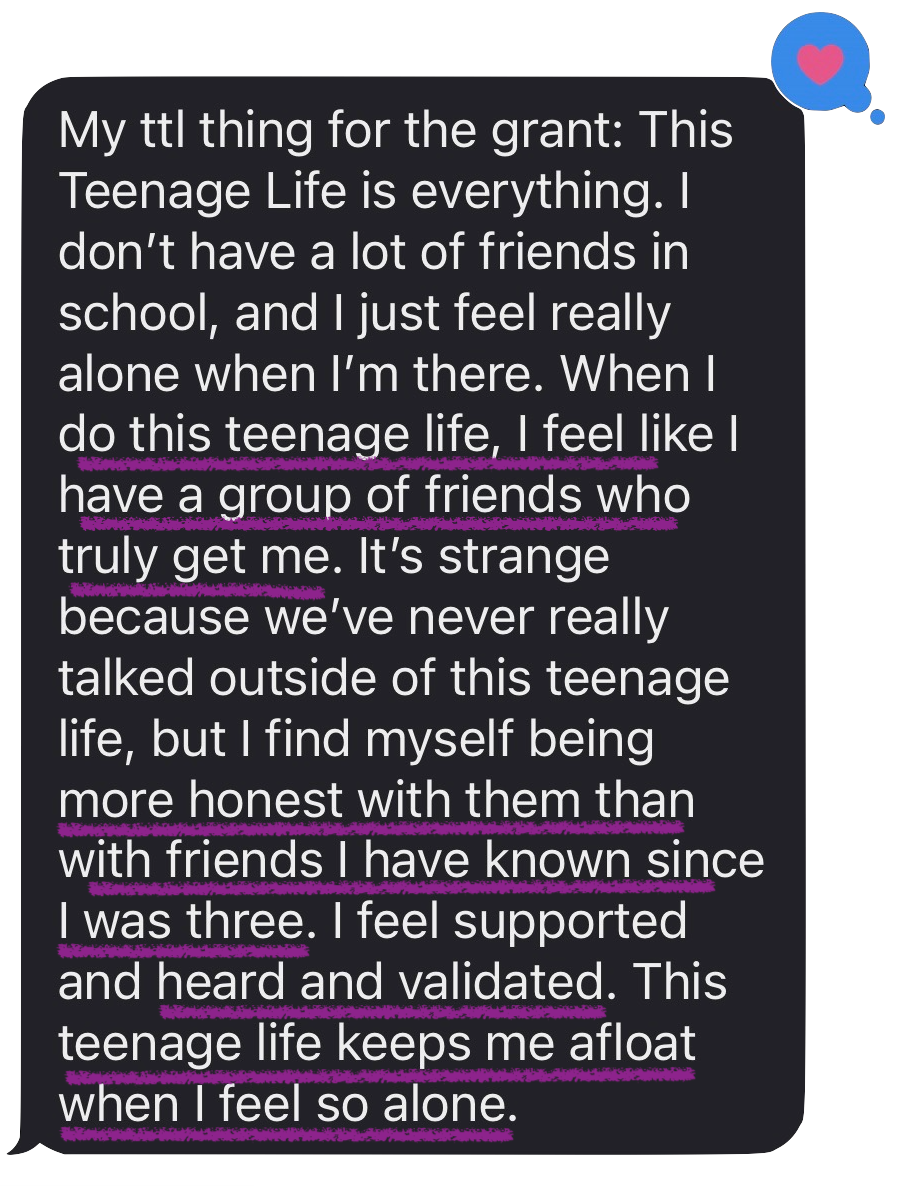 My ttl thing for the grant: This
Teenage Life is everything. I
don’t have a lot of friends in
school, and I just feel really
alone when I’m there. When I
do this teenage life, I feel like I
have a group of friends who
truly get me. It’s strange
because we’ve never really
talked outside of this teenage
life, but I find myself being
more honest with them than
with friends I have known since
I was three. I feel supported
and heard and validated. This
teenage life keeps me afloat
when I feel so alone.